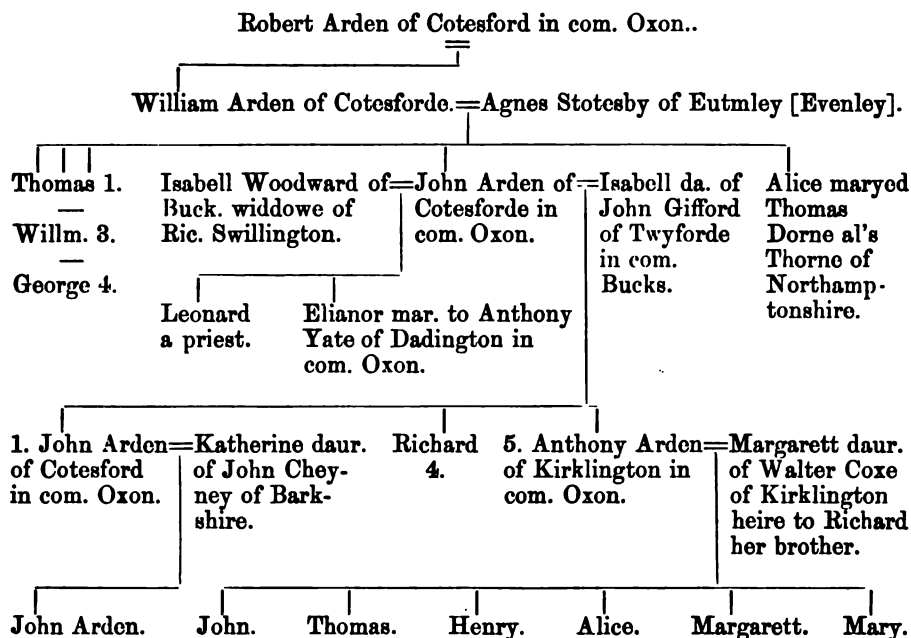 Robert Arden of Cotesford in com. Oxon..
William Arden of Cotesforde.=Agnes Stotesby of Eutmley [Evenley].
Thomas 1.
—
Willm. 3.
—
George 4.
Isabell Woodward of
Buck. widdowe of
Ric. Swillington.
=John Arden of
Cotesforde in
com. Oxon.
=Isabell da. of
John Gifford
of Twyforde
in com.
Bucks.
Alice maryed
Thomas
Dorne al's
Thorne of
Northamp-
tonshire.
Leonard
a priest.
Elianor mar. to Anthony
Yate of Dadington in
com. Oxon.
1. John Arden
of Cotesford
in com. Oxon.
=Katherine daur.
of John Chey-
ney of Bark-
shire.
Richard
4.
5. Anthony Arden
of Kirklington in
com. Oxon.
=Margarett daur.
of Walter Coxe
of Kirklington
heire to Richard
her brother.
John Arden. John. Thomas. Henry. Alice. Margarett. Mary.